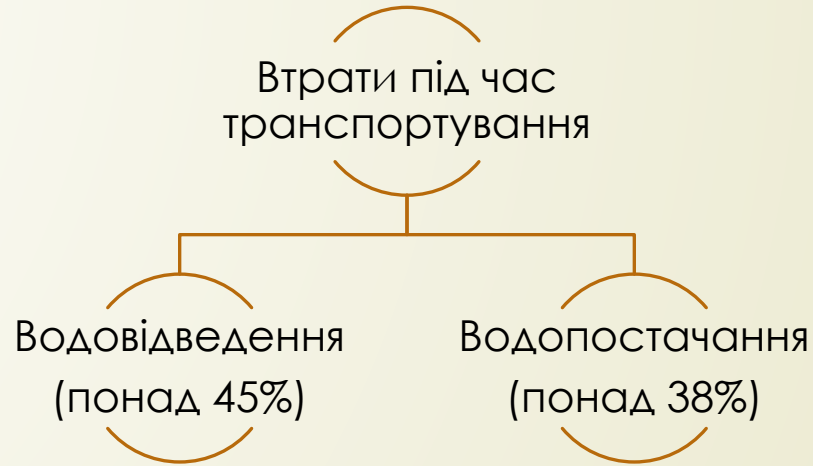 Втрати під час
транспортування
Водовідведення
(понад 45%)
Водопостачання
(понад 38%)